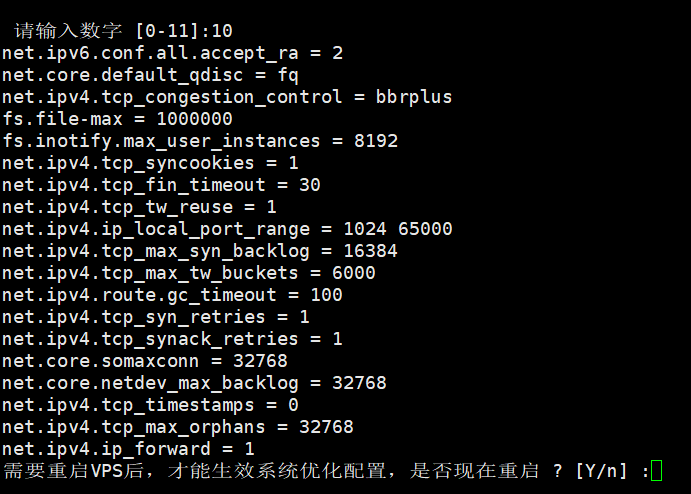 请输入数字 [0-11]:10
net.ipv6.conf.all.accept_ra = 2
net.core.default_qdisc = fq
net.ipv4.tcp_congestion_control = bbrplus
fs.file-max = 1000000
fs.inotify.max_user_instances = 8192
net.ipv4.tcp_syncookies = 1
net.ipv4.tcp_fin_timeout = 30
net.ipv4.tcp_tw_reuse = 1
net.ipv4.ip_local_port_range = 1024 65000
net.ipv4.tcp_max_syn_backlog = 16384
net.ipv4.tcp_max_tw_buckets = 6000
net.ipv4.route.gc_timeout = 100
net.ipv4.tcp_syn_retries = 1
net.ipv4.tcp_synack_retries = 1
net.core.somaxconn = 32768
net.core.netdev_max_backlog = 32768
net.ipv4.tcp_timestamps = 0
net.ipv4.tcp_max_orphans = 32768
net.ipv4.ip_forward = 1
需要重启VPS后，才能生效系统优化配置，是否现在重启 ? [Y/n] :